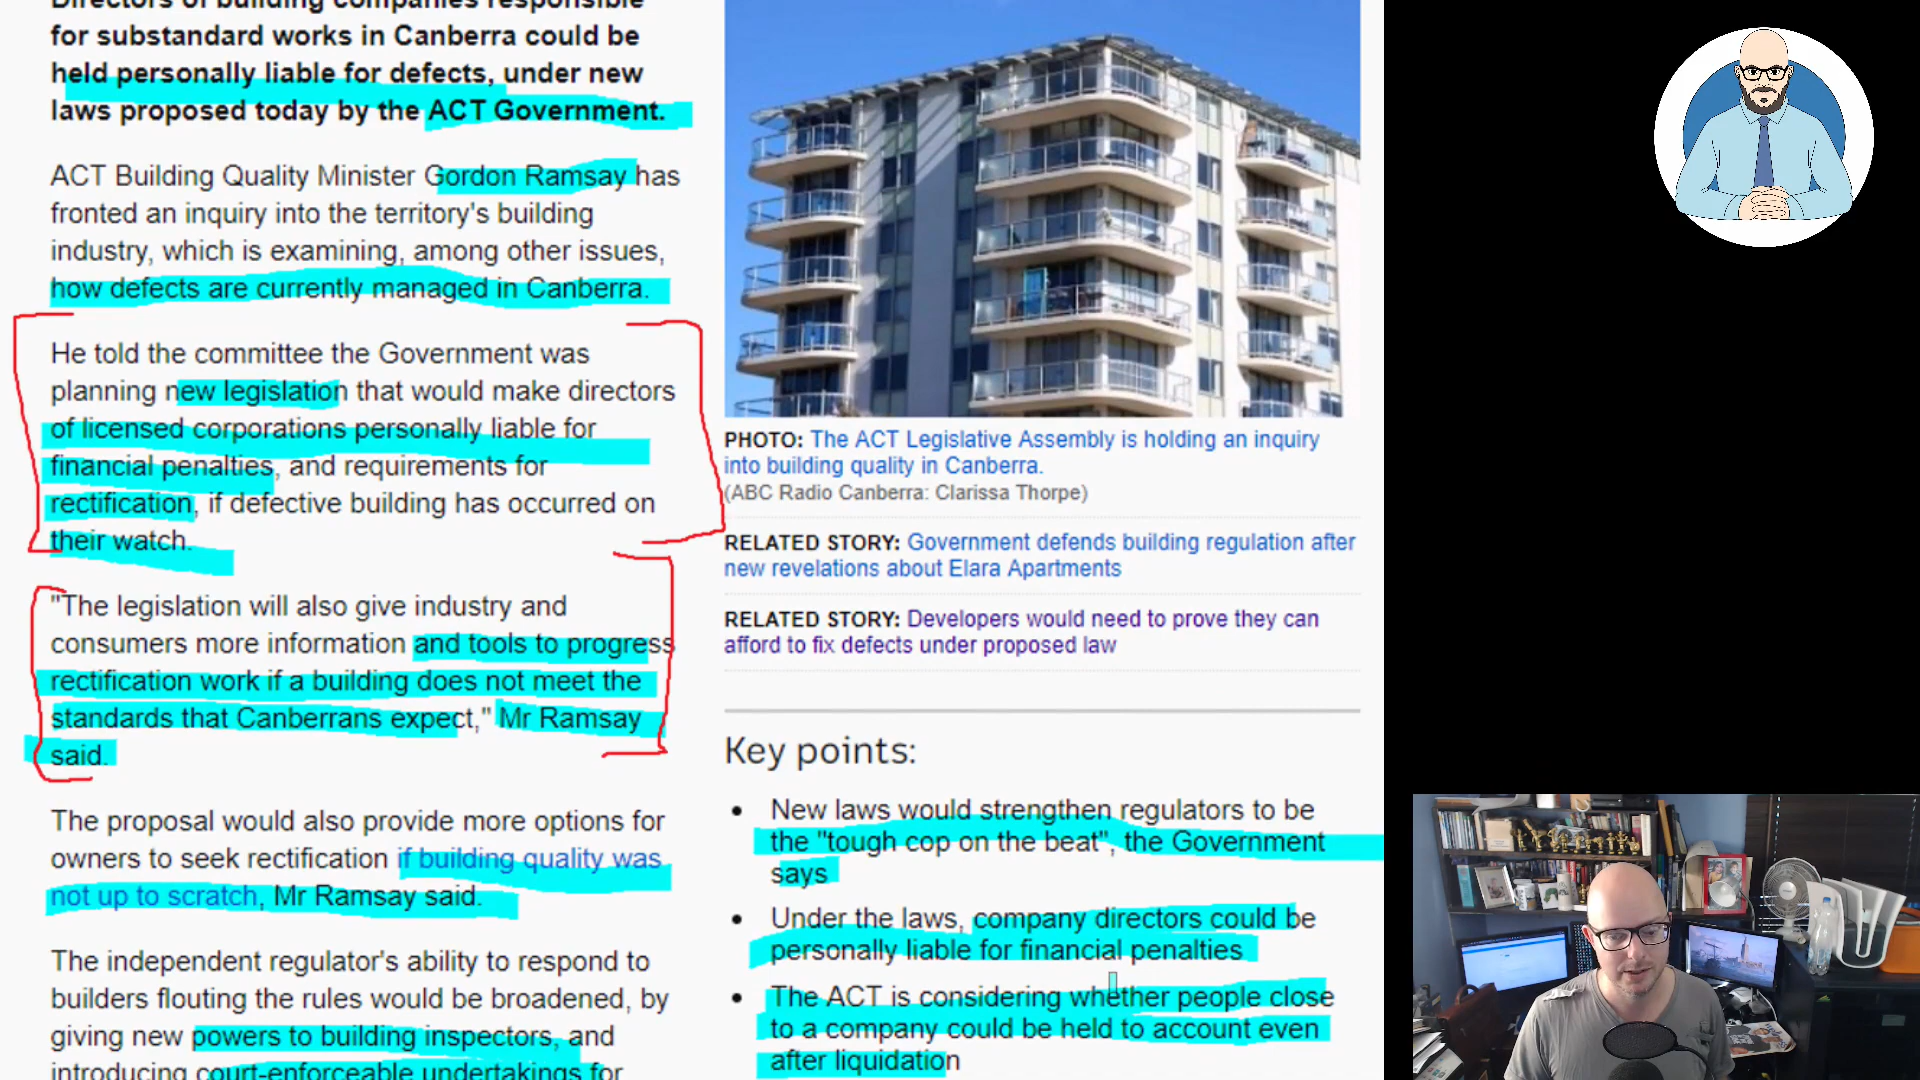 Directors of building companies responsible
for substandard works in Canberra could be
held personally liable for defects, under new
laws proposed today by the ACT Government.
ACT Building Quality Minister Gordon Ramsay has
fronted an inquiry into the territory's building
industry, which is examining, among other issues,
how defects are currently managed in Canberra.
He told the committee the Government was
planning new legislation that would make directors
of licensed corporations personally liable for
financial penalties, and requirements for
rectification, if defective building has occurred on
their watch.
"The legislation will also give industry and
consumers more information and tools to progress
rectification work if a building does not meet the
standards that Canberrans expect," Mr Ramsay
said.
The proposal would also provide more options for
owners to seek rectification if building quality was
not up to scratch, Mr Ramsay said.
The independent regulator's ability to respond to
builders flouting the rules would be broadened, by
giving new powers to building inspectors, and
introducing court-enforceable undertakings for
PHOTO: The ACT Legislative Assembly is holding an inquiry
into building quality in Canberra.
(ABC Radio Canberra: Clarissa Thorpe)
RELATED STORY: Government defends building regulation after
new revelations about Elara Apartments
RELATED STORY: Developers would need to prove they can
afford to fix defects under proposed law
Key points:
• New laws would strengthen regulators to be
the "tough cop on the beat", the Government
says
• Under the laws, company directors could be
personally liable for financial penalties
• The ACT is considering whether people close
to a company could be held to account even
after liquidation